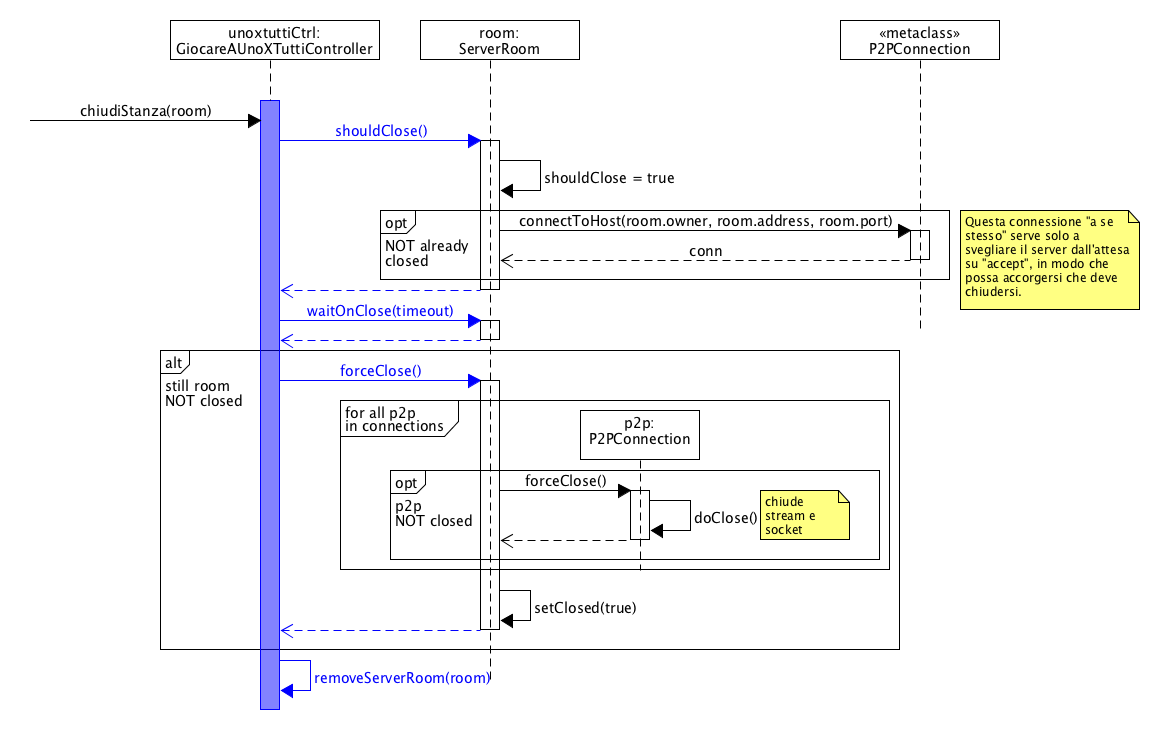 unoxtuttiCtrl:
GiocareAUnoXTuttiController
room:
ServerRoom
«metaclass»
P2PConnection
chiudiStanza(room)
shouldClose()
shouldClose = true
opt
NOT already
closed
connectToHost(room.owner, room.address, room.port)
conn
Questa connessione "a se
stesso" serve solo a
svegliare il server dall'attesa
su "accept", in modo che
possa accorgersi che deve
chiudersi.
waitOnClose(timeout)
alt
still room
NOT closed
forceClose()
for all p2p
in connections
p2p:
P2PConnection
opt
p2p
NOT closed
forceClose()
doClose()
chiude
stream e
socket
setClosed(true)
removeServerRoom(room)